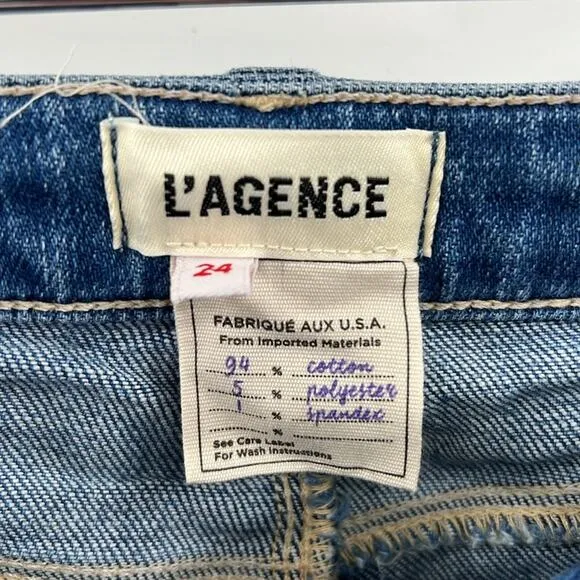 L'AGENCE
24
FABRIQUÉ AUX U.S.A.
From Imported Materials
94 % cotton
5 % polyester
1 % spandex
%
See Care Label
For Wash Instructions